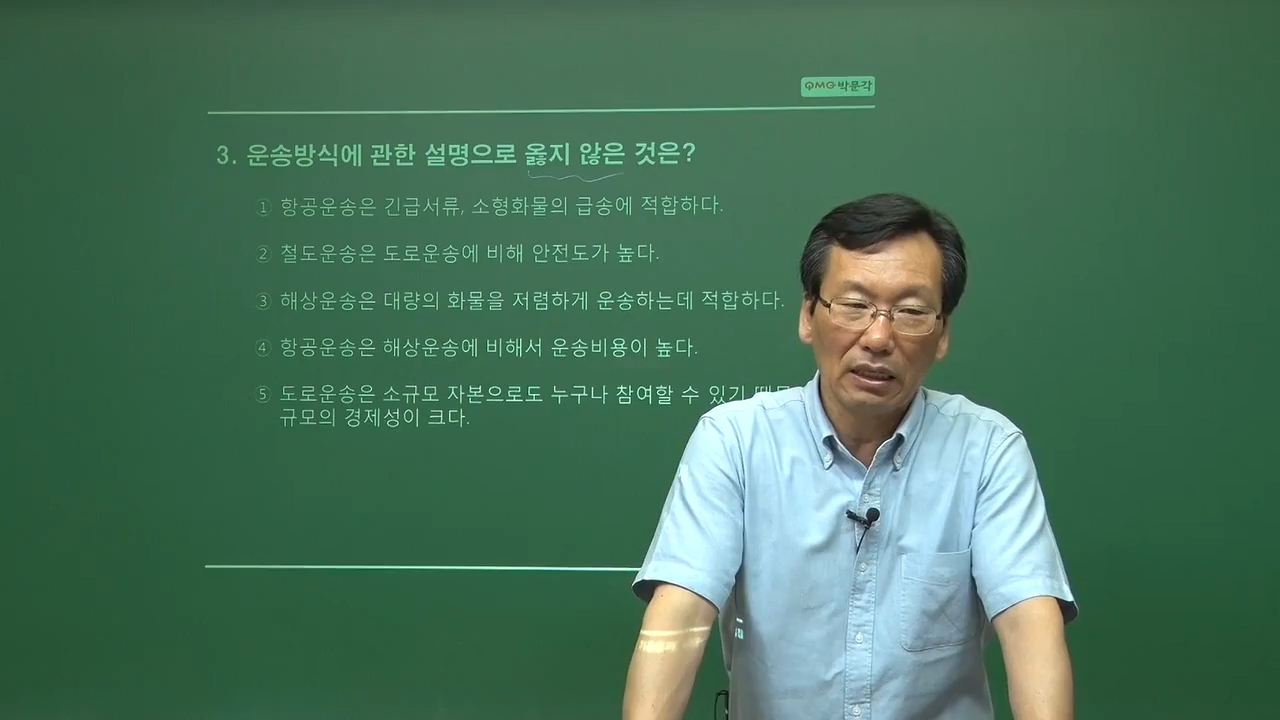 PMG 박문각
3. 운송방식에 관한 설명으로 옳지 않은 것은?
① 항공운송은 긴급서류, 소형화물의 급송에 적합하다.
② 철도운송은 도로운송에 비해 안전도가 높다.
③ 해상운송은 대량의 화물을 저렴하게 운송하는데 적합하다.
④ 항공운송은 해상운송에 비해서 운송비용이 높다.
⑤ 도로운송은 소규모 자본으로도 누구나 참여할 수 있기
규모의 경제성이 크다.